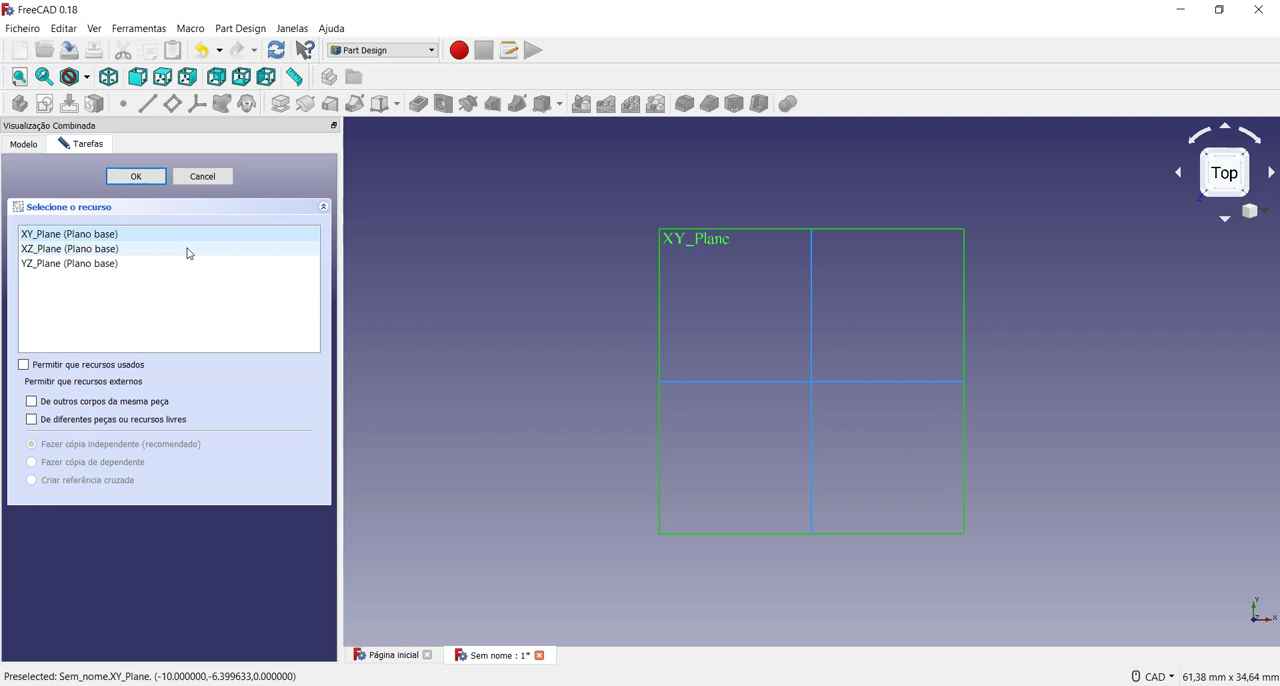 FreeCAD 0.18
Ficheiro Editar Ver Ferramentas Macro Part Design Janelas Ajuda
Part Design
Visualização Combinada
Modelo Tarefas
OK Cancel
Selecione o recurso
XY_Plane (Plano base)
XZ_Plane (Plano base)
YZ_Plane (Plano base)
Permitir que recursos usados
Permitir que recursos externos
De outros corpos da mesma peça
De diferentes peças ou recursos livres
Fazer cópia independente (recomendado)
Fazer cópia de dependente
Criar referência cruzada
XY_Plane
Top
Z
Y
Z X
Página inicial Sem nome : 1*
Preselected: Sem_nome.XY_Plane. (-10.000000,-6.399633,0.000000) CAD 61,38 mm x 34,64 mm